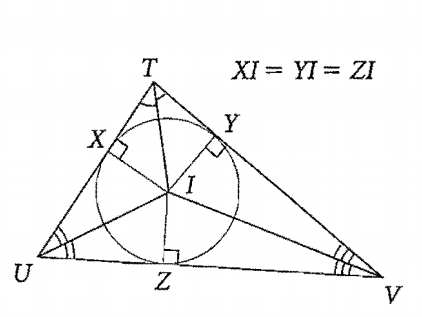 T
XI = YI = ZI
X
Y
I
U
Z
V